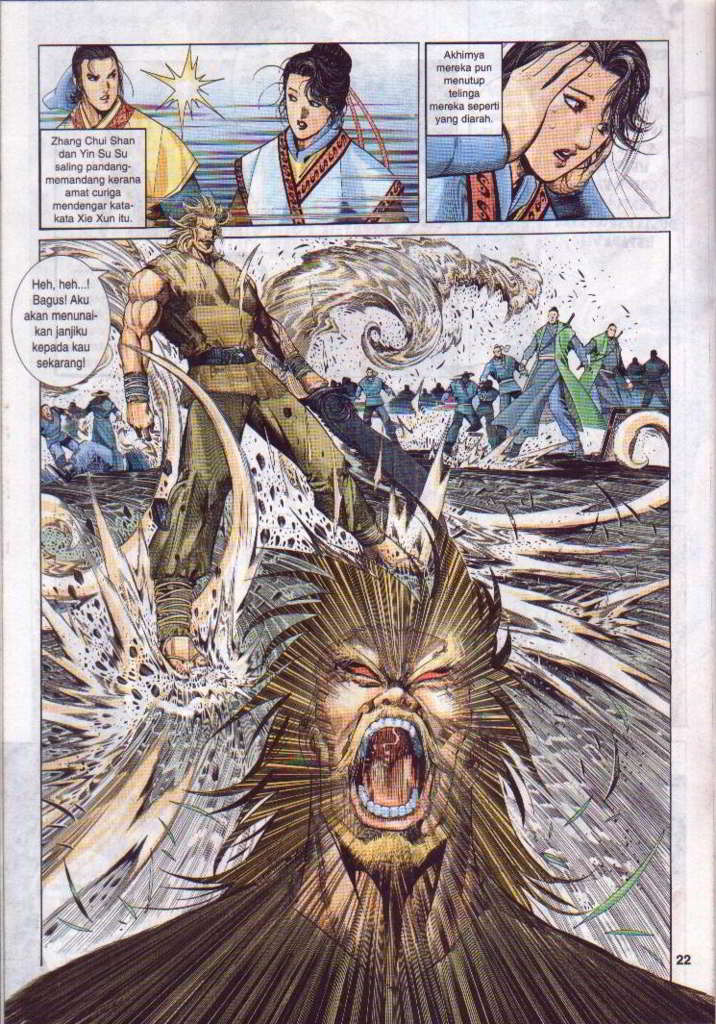 Zhang Chui Shan
dan Yin Su Su
saling pandang-
memandang kerana
amat curiga
mendengar kata-
kata Xie Xun itu.
Akhirnya
mereka pun
menutup
telinga
mereka seperti
yang diarah.
Heh, heh...!
Bagus! Aku
akan menunai-
kan janjiku
kepada kau
sekarang!
22